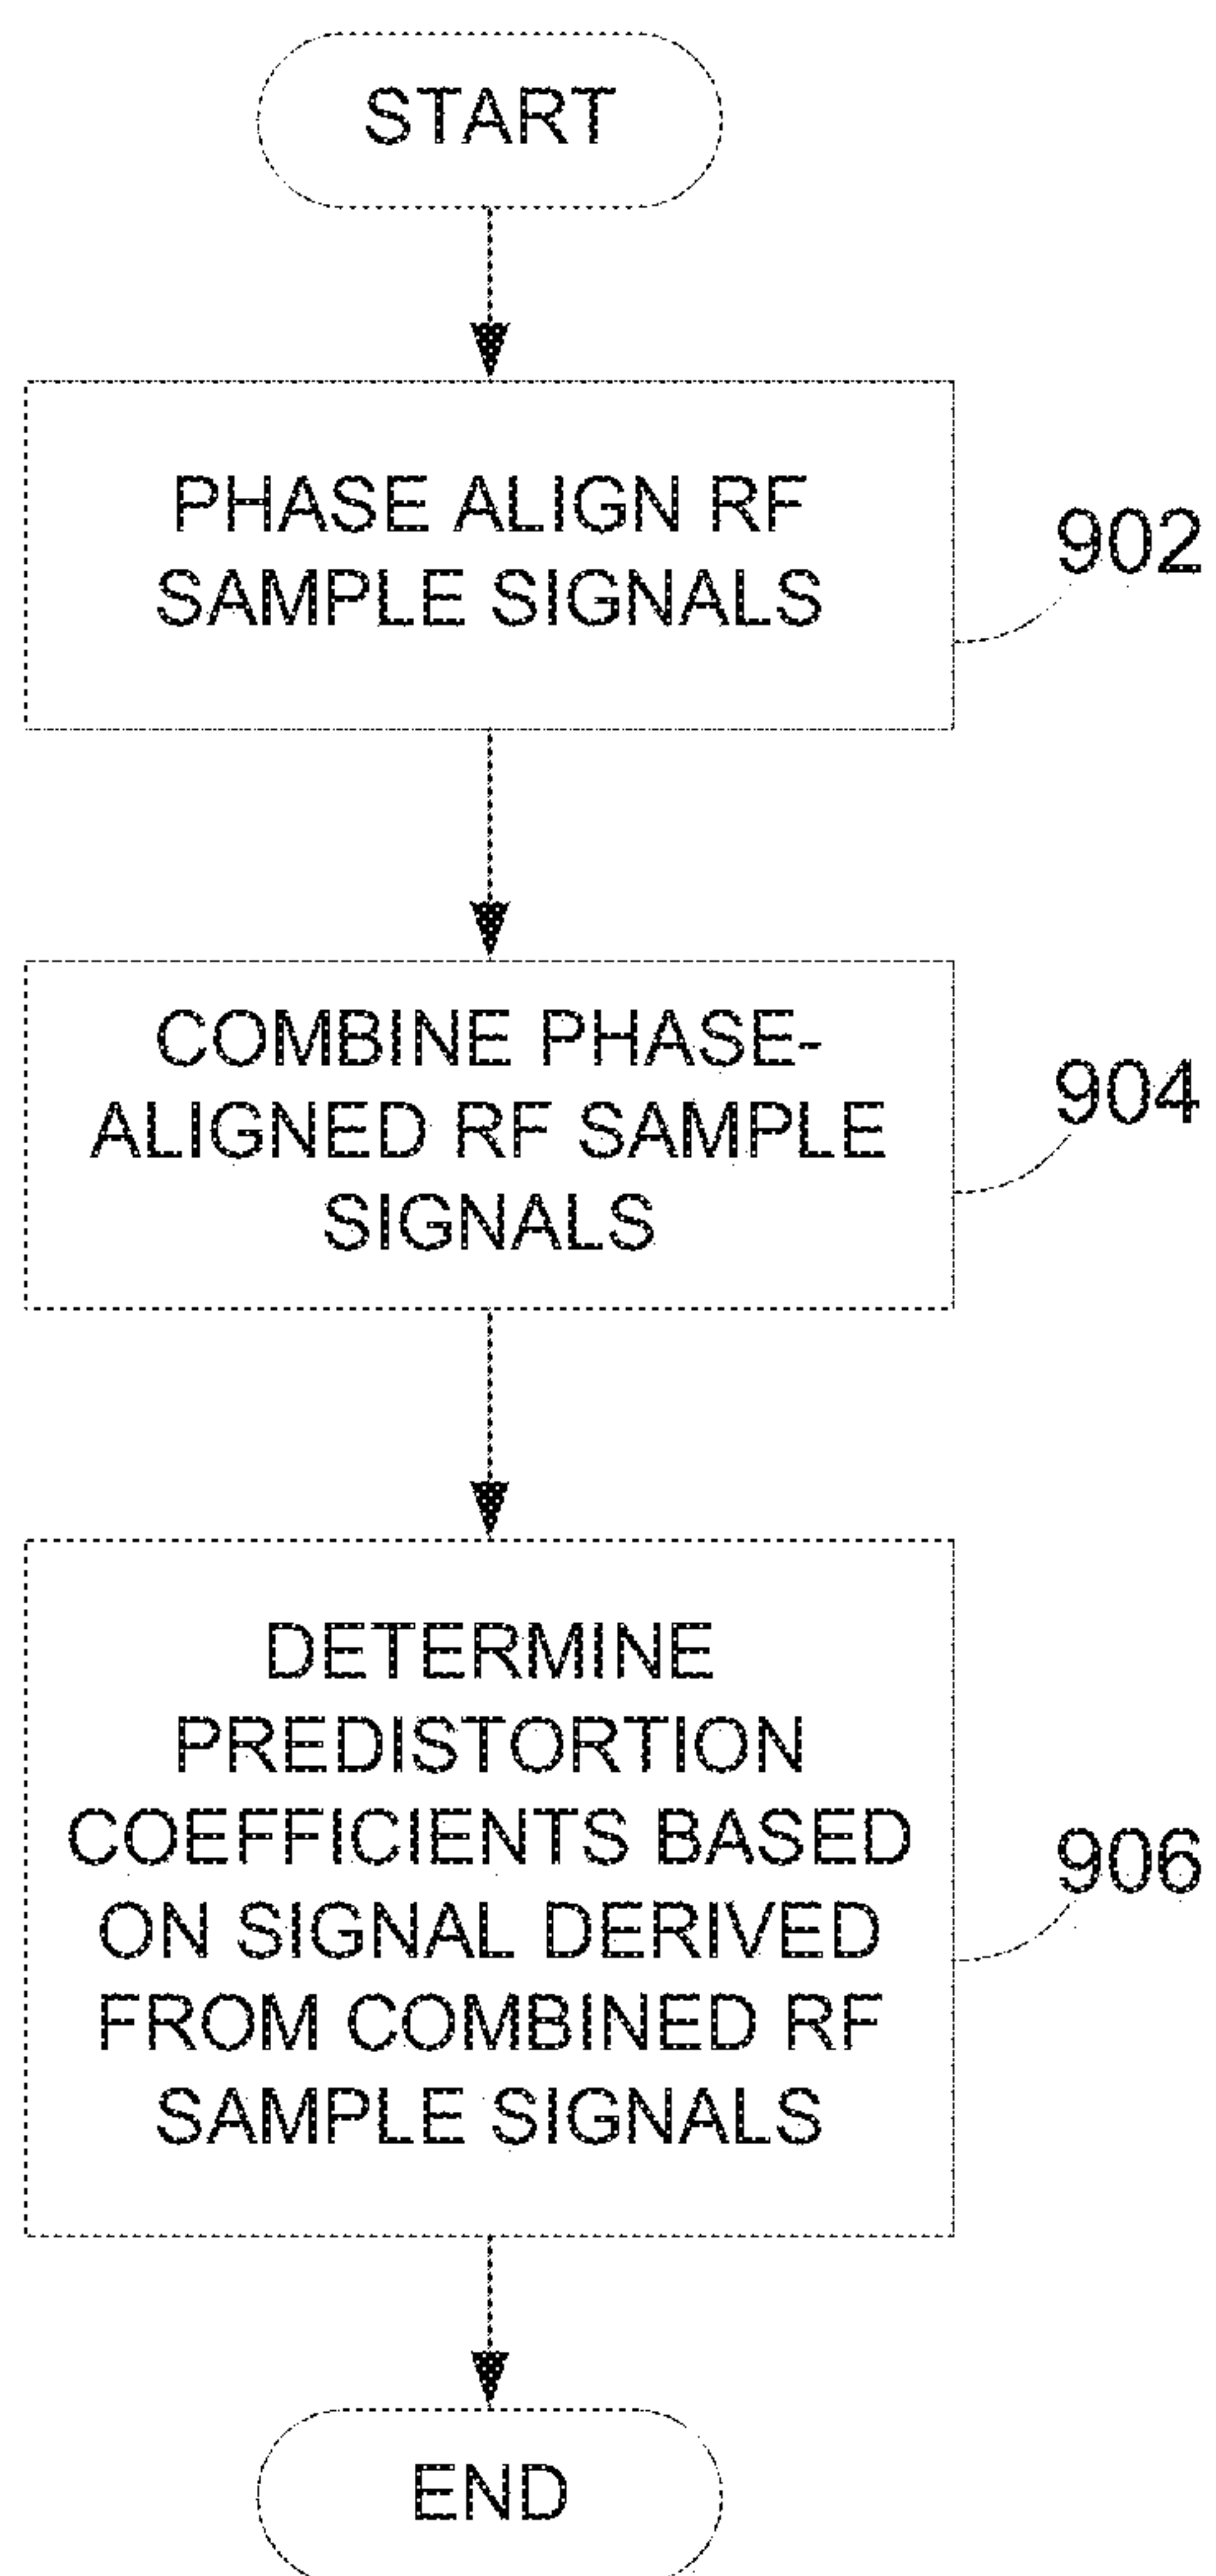 START
PHASE ALIGN RF
SAMPLE SIGNALS
902
COMBINE PHASE-
ALIGNED RF SAMPLE
SIGNALS
904
DETERMINE
PREDISTORTION
COEFFICIENTS BASED
ON SIGNAL DERIVED
FROM COMBINED RF
SAMPLE SIGNALS
906
END